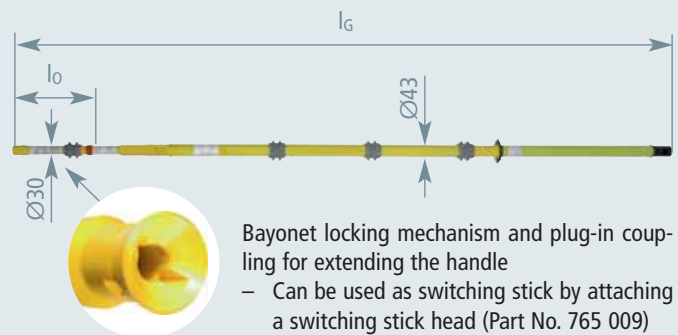 lG
lO
Ø43
Ø30
Bayonet locking mechanism and plug-in coup-
ling for extending the handle
– Can be used as switching stick by attaching
a switching stick head (Part No. 765 009)